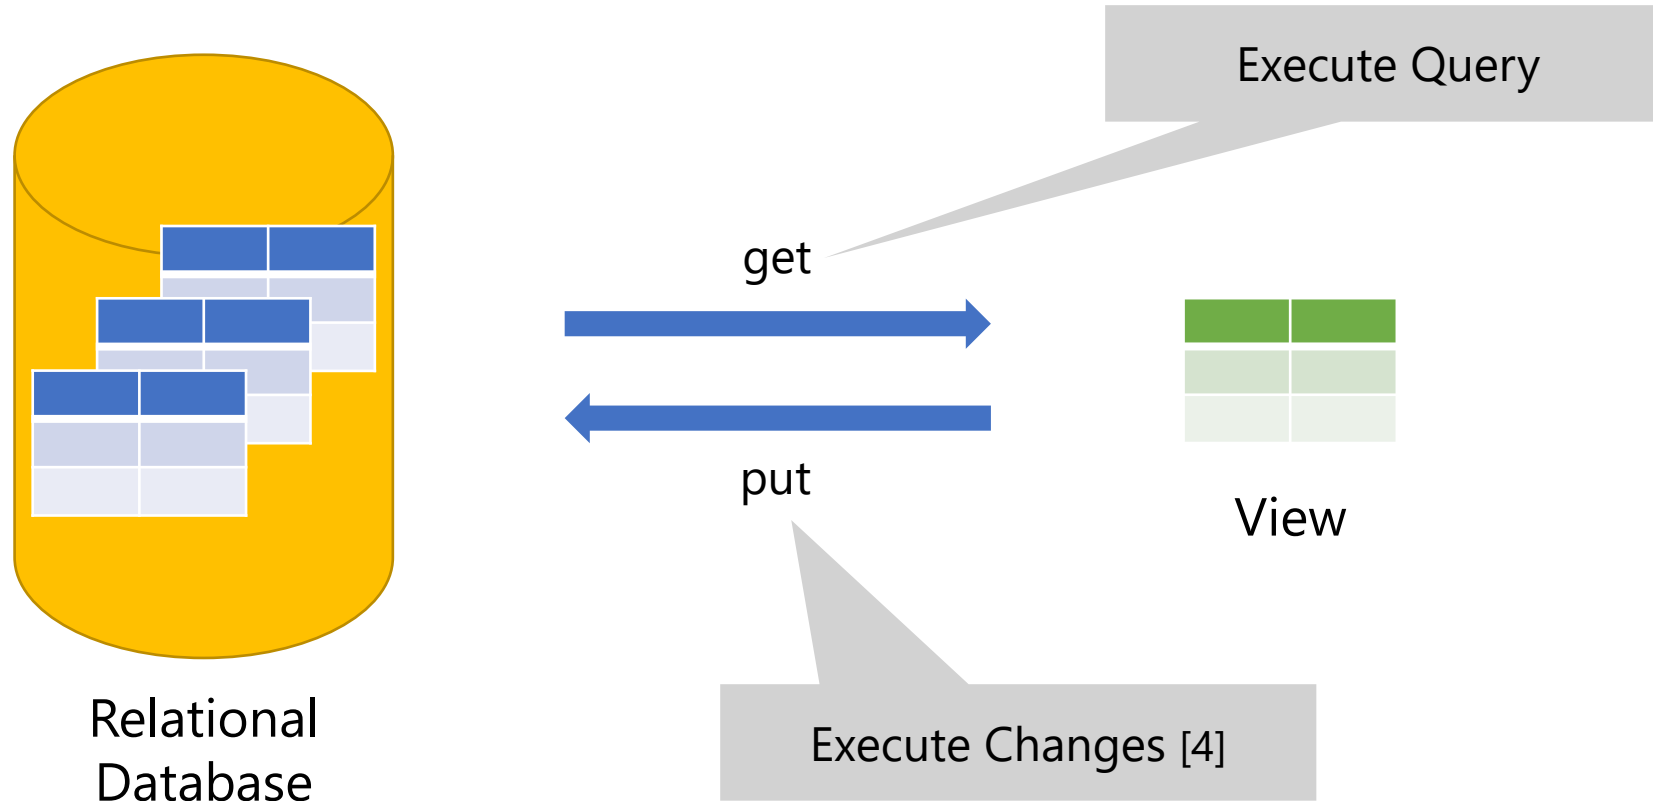 Execute Query
get
put
View
Relational
Database
Execute Changes [4]